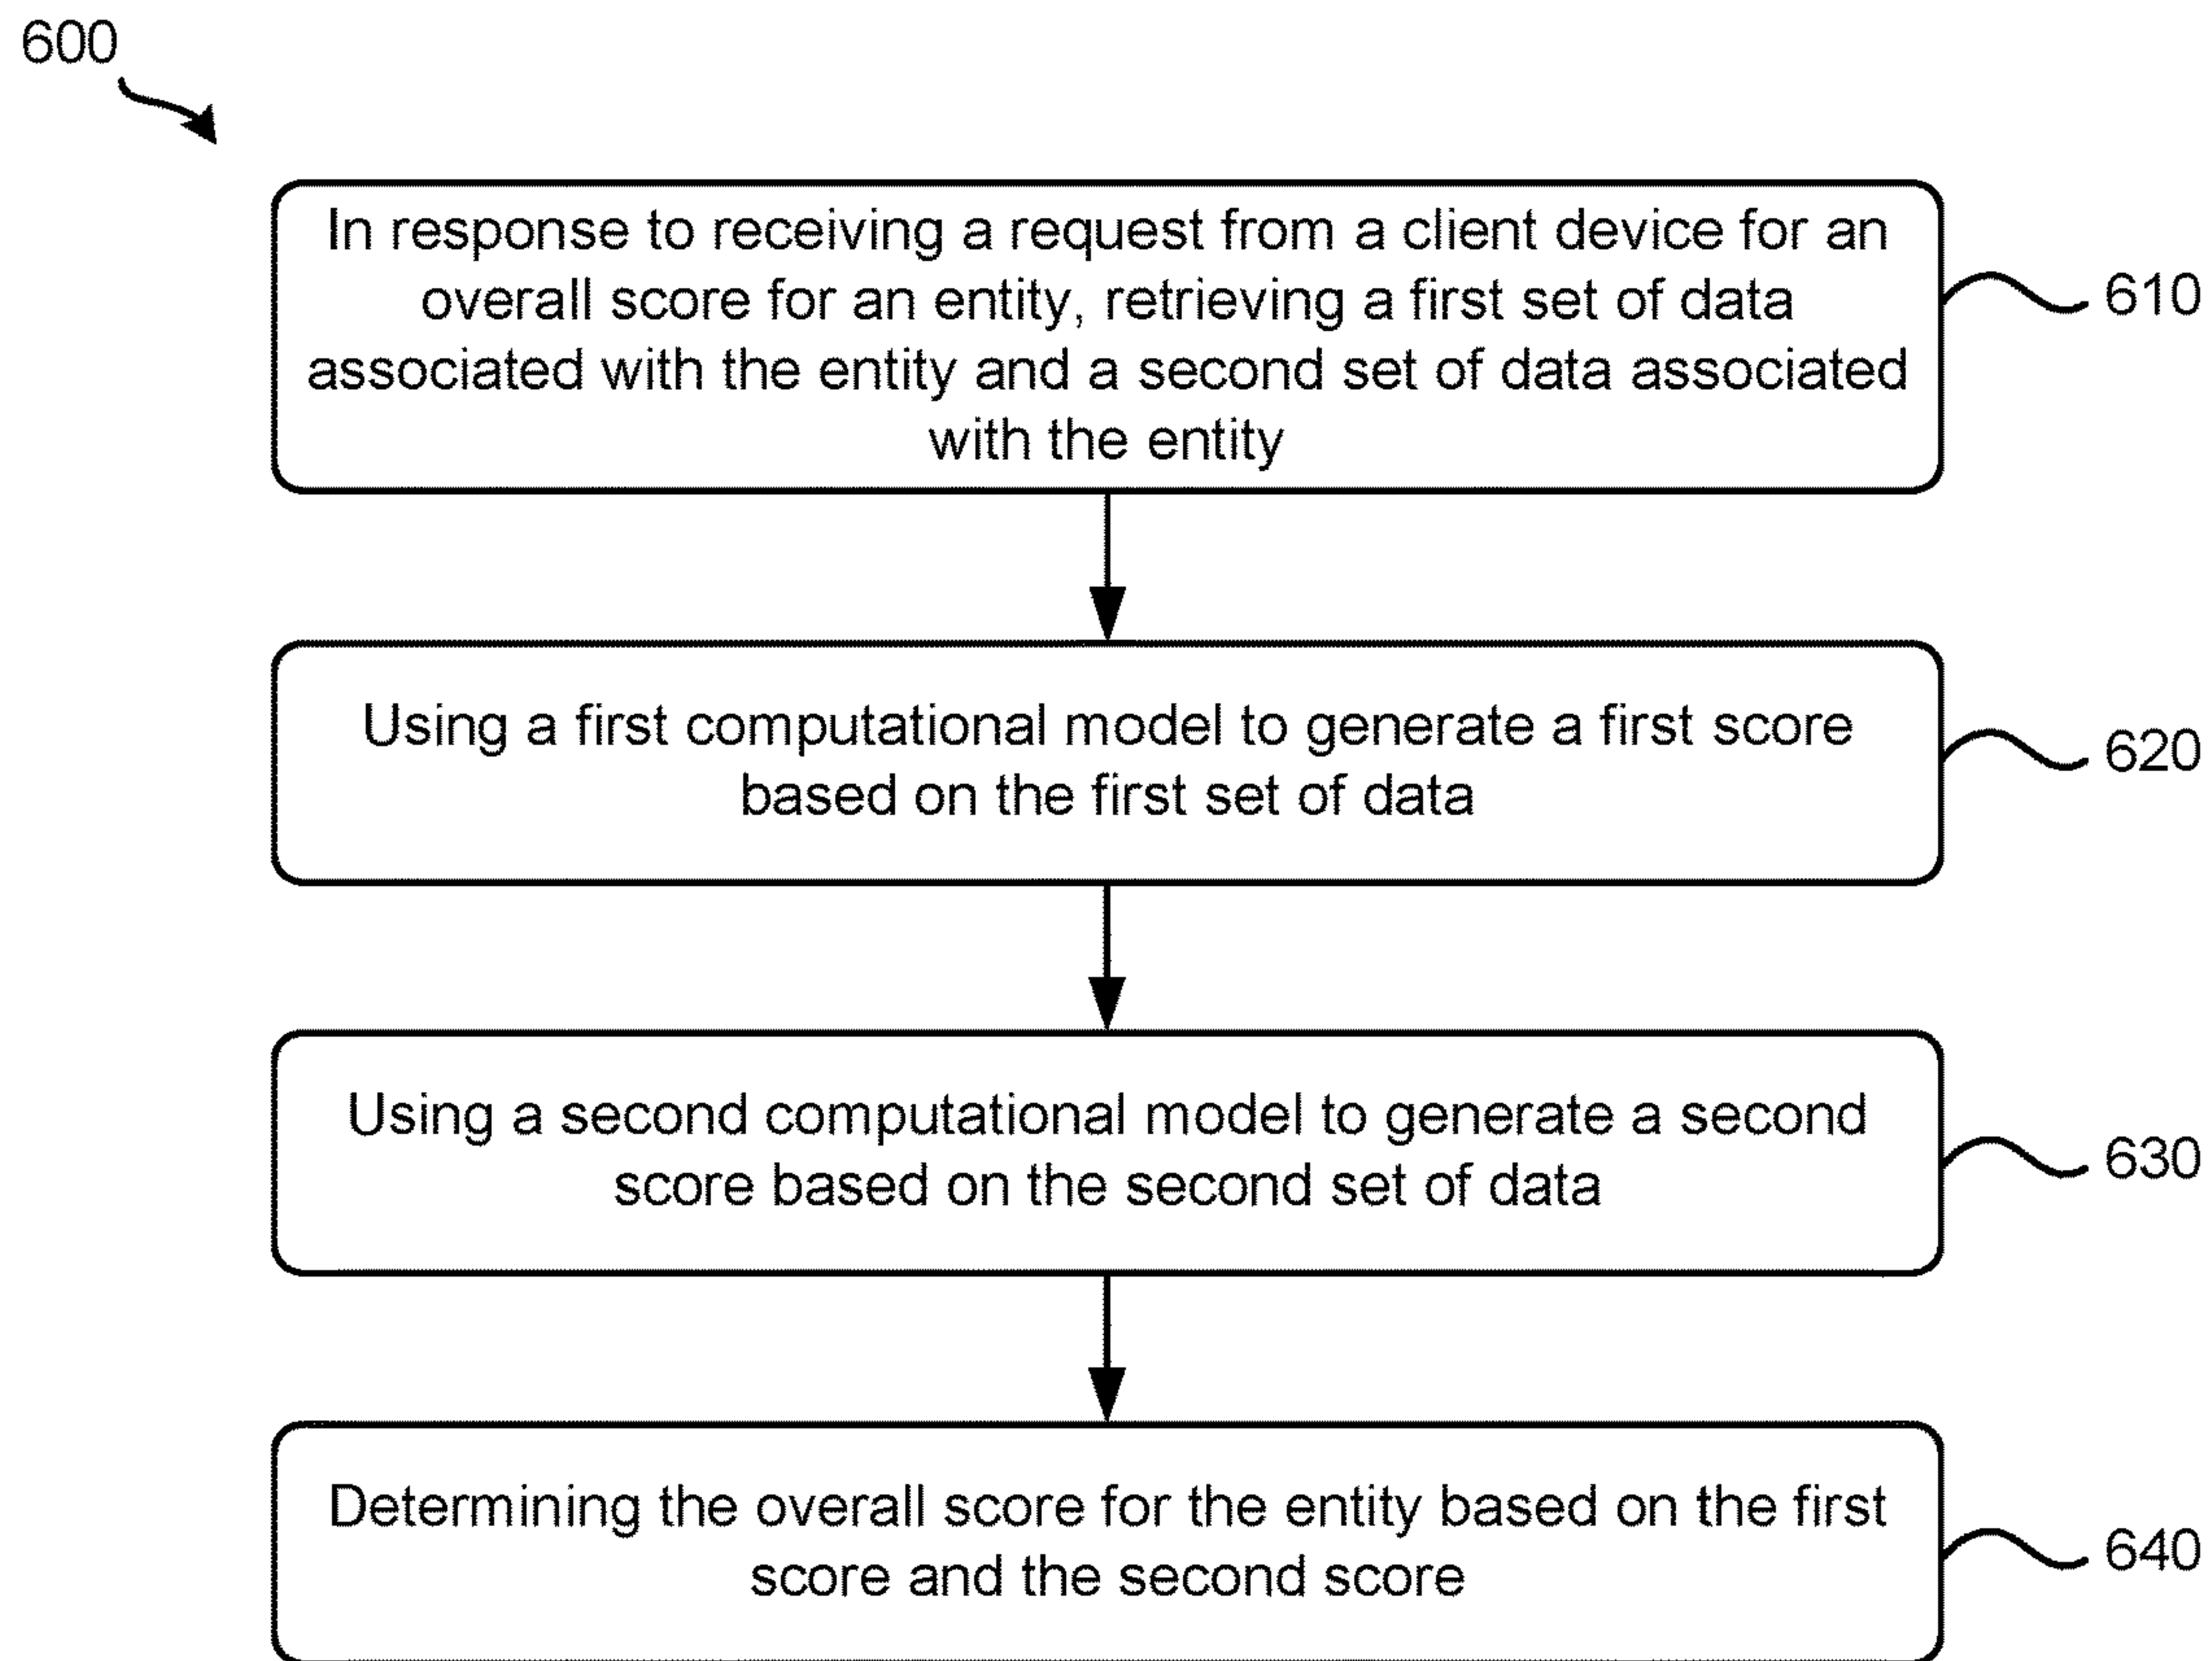 600
In response to receiving a request from a client device for an
overall score for an entity, retrieving a first set of data
associated with the entity and a second set of data associated
with the entity
610
Using a first computational model to generate a first score
based on the first set of data
620
Using a second computational model to generate a second
score based on the second set of data
630
Determining the overall score for the entity based on the first
score and the second score
640